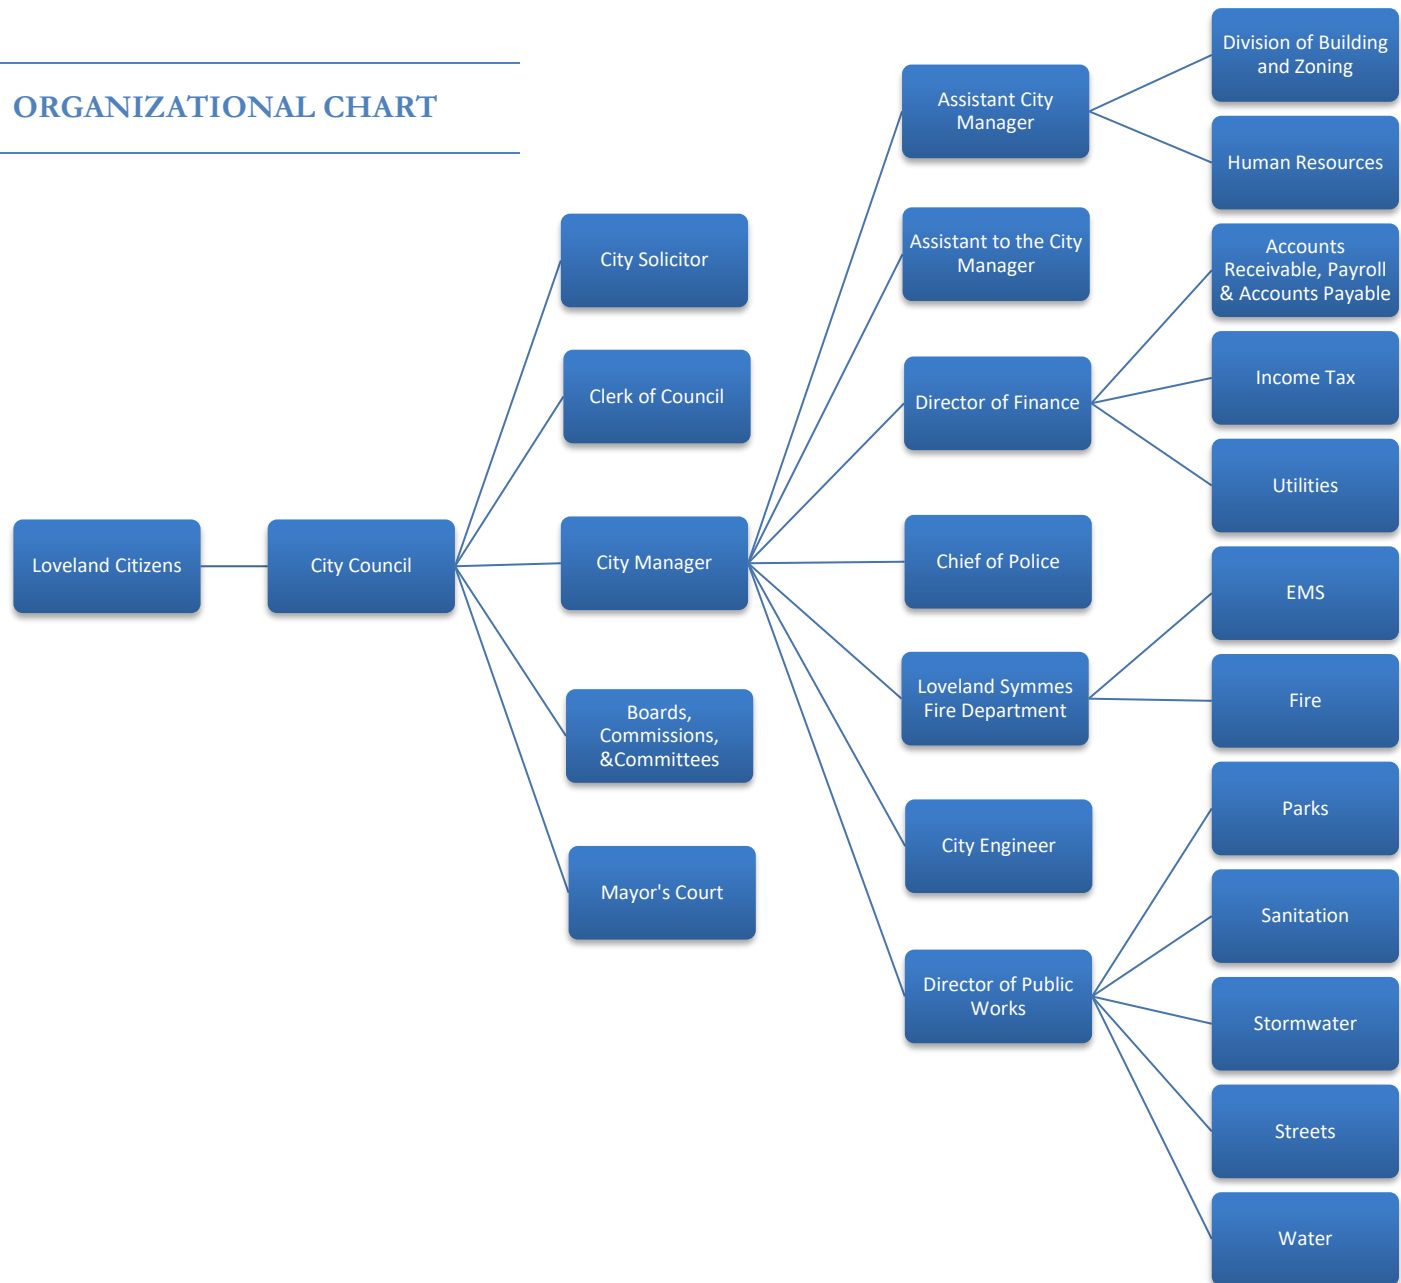 ORGANIZATIONAL CHART
Loveland Citizens
City Council
City Solicitor
Clerk of Council
City Manager
Boards,
Commissions,
&Committees
Mayor's Court
Assistant City
Manager
Assistant to the City
Manager
Director of Finance
Chief of Police
Loveland Symmes
Fire Department
City Engineer
Director of Public
Works
Division of Building
and Zoning
Human Resources
Accounts
Receivable, Payroll
& Accounts Payable
Income Tax
Utilities
EMS
Fire
Parks
Sanitation
Stormwater
Streets
Water